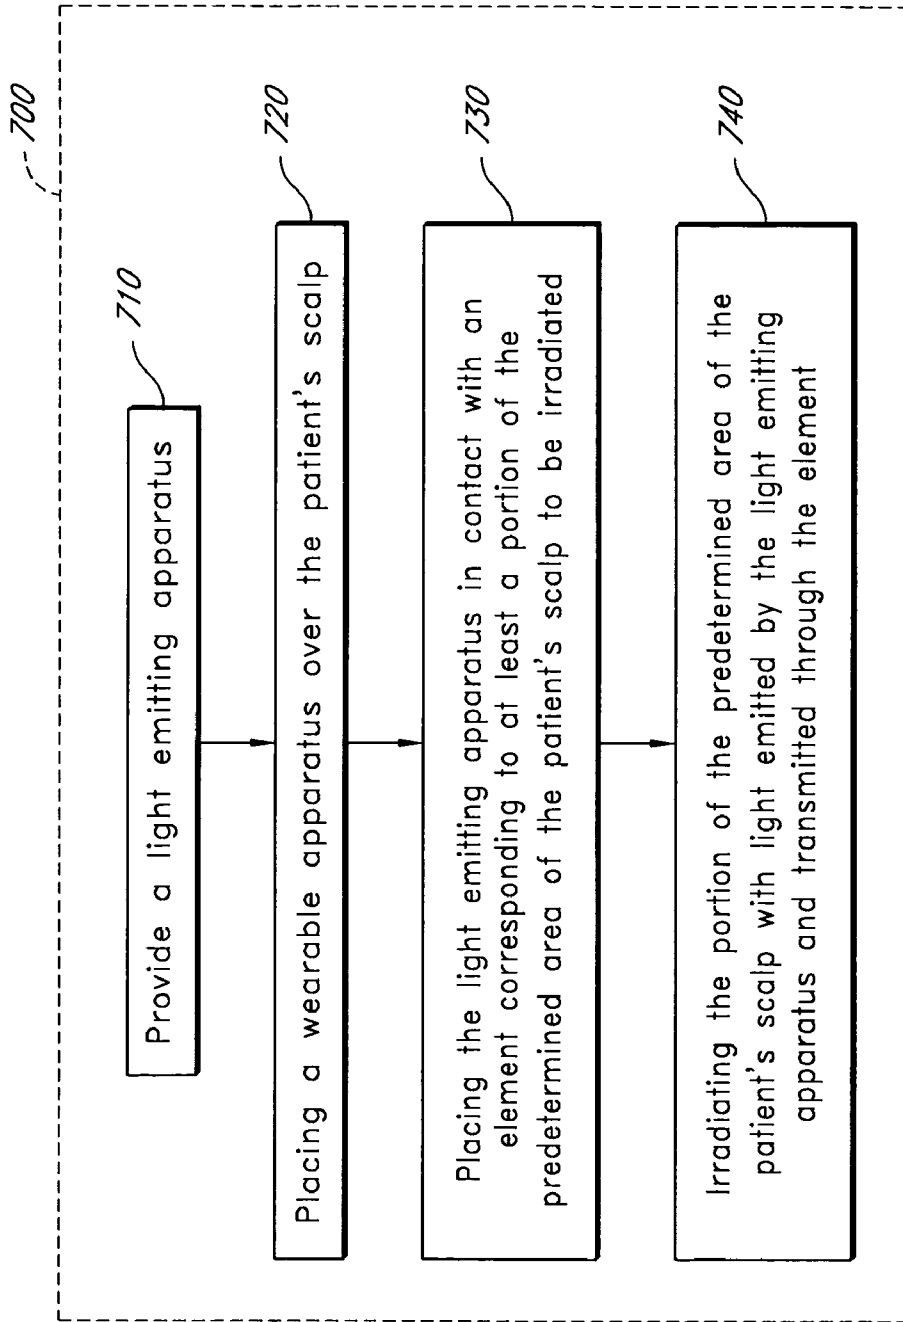 700
710
Provide a light emitting apparatus
720
Placing a wearable apparatus over the patient's scalp
730
Placing the light emitting apparatus in contact with an
element corresponding to at least a portion of the
predetermined area of the patient's scalp to be irradiated
740
Irradiating the portion of the predetermined area of the
patient's scalp with light emitted by the light emitting
apparatus and transmitted through the element